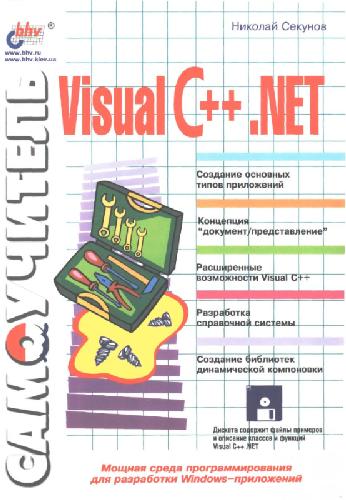 Николай Секунов
bhv
®
www.bhv.ru
www.bhv.kiev.ua
САМОУЧИТЕЛЬ
Visual C++ .NET
Создание основных
типов приложений
Концепция
"документ/представление"
Расширенные
возможности Visual C++
Разработка
справочной системы
Создание библиотек
динамической компоновки
Дискета содержит файлы примеров
и описание классов и функций
Visual C++ .NET
Мощная среда программирования
для разработки Windows-приложений